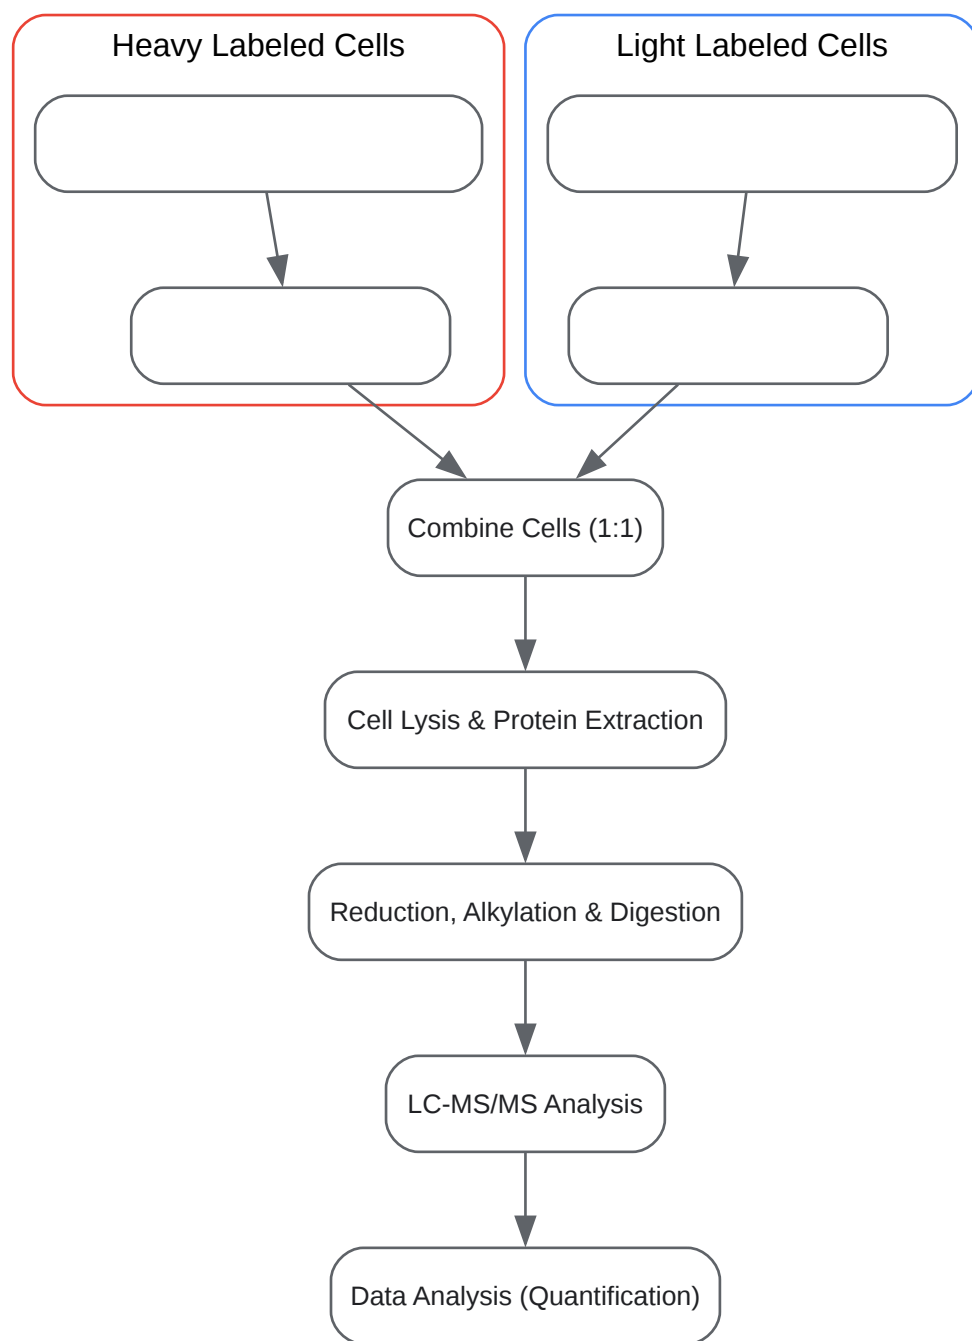 Heavy Labeled Cells
Light Labeled Cells
Combine Cells (1:1)
Cell Lysis & Protein Extraction
Reduction, Alkylation & Digestion
LC-MS/MS Analysis
Data Analysis (Quantification)